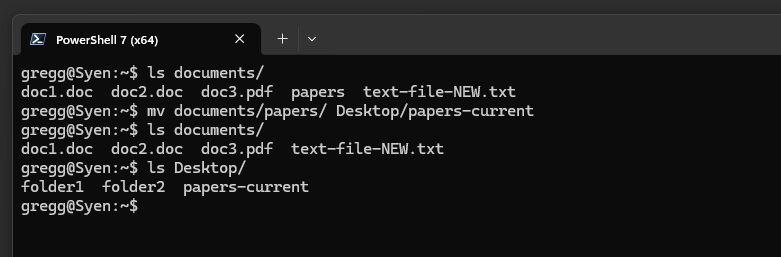 PowerShell 7 (x64)
gregg@Syen:~$ ls documents/
doc1.doc  doc2.doc  doc3.pdf  papers  text-file-NEW.txt
gregg@Syen:~$ mv documents/papers/ Desktop/papers-current
gregg@Syen:~$ ls documents/
doc1.doc  doc2.doc  doc3.pdf  text-file-NEW.txt
gregg@Syen:~$ ls Desktop/
folder1  folder2  papers-current
gregg@Syen:~$